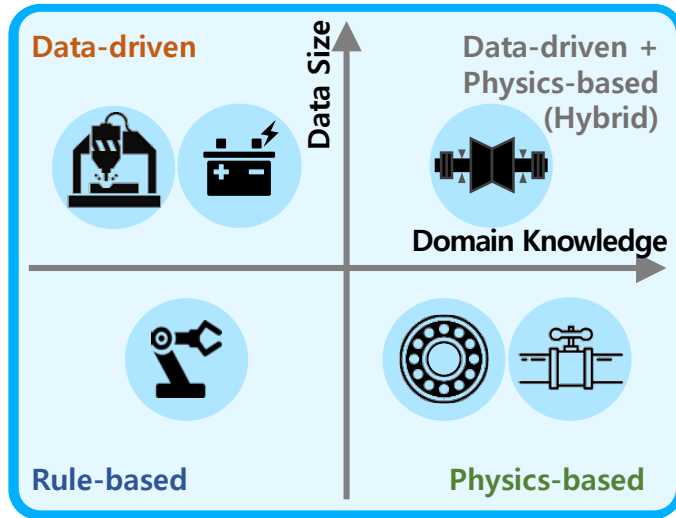 Data-driven
Data Size
Data-driven +
Physics-based
(Hybrid)
Domain Knowledge
Rule-based
Physics-based